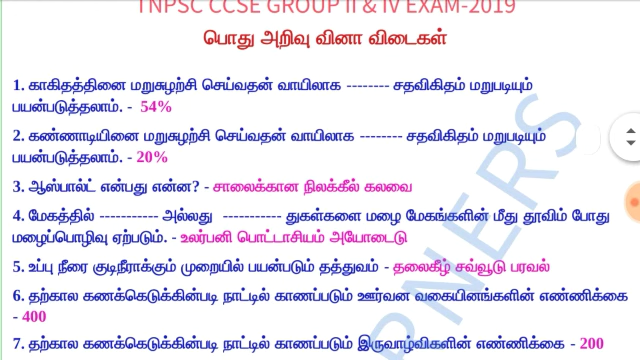 TNPSC CCSE GROUP II & IV EXAM-2019
பொது அறிவு வினா விடைகள்
1. காகிதத்தினை மறுசுழற்சி செய்வதன் வாயிலாக -------- சதவிகிதம் மறுபடியும்
பயன்படுத்தலாம். - 54%
2. கண்ணாடியினை மறுசுழற்சி செய்வதன் வாயிலாக -------- சதவிகிதம் மறுபடியும்
பயன்படுத்தலாம். - 20%
3. ஆஸ்பால்ட் என்பது என்ன? - சாலைக்கான நிலக்கீல் கலவை
4. மேகத்தில் ----------- அல்லது ----------- துகள்களை மழை மேகங்களின் மீது தூவிம் போது
மழைப்பொழிவு ஏற்படும். - உலர்பனி பொட்டாசியம் அயோடைடு
5. உப்பு நீரை குடிநீராக்கும் முறையில் பயன்படும் தத்துவம் - தலைகீழ் சவ்வூடு பரவல்
6. தற்கால கணக்கெடுக்கின்படி நாட்டில் காணப்படும் ஊர்வன வகையினங்களின் எண்ணிக்கை
- 400
7. தற்கால கணக்கெடுக்கின்படி நாட்டில் காணப்படும் இருவாழ்விகளின் எண்ணிக்கை - 200